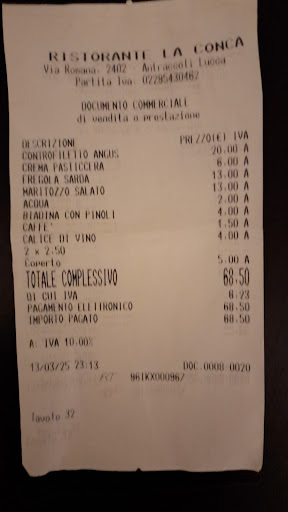 RISTORANTE LA CONCA
Via Romana. 2402 - Antraccoli Lucca
Partita Iva. 02295430467
DOCUMENTO COMMERCIALE
di vendita o prestazione
DESCRIZIONE PREZZO(€) IVA
CONTROFILETTO ANGUS 20.00 A
CREMA PASTICCERA 6.00 A
FREGOLA SARDA 13.00 A
MARITOZZO SALATO 13.00 A
ACQUA 2.00 A
BIADINA CON PINOLI 4.00 A
CAFFE' 1.50 A
CALICE DI VINO 4.00 A
2 x 2.50
Coperto 5.00 A
TOTALE COMPLESSIVO 68.50
DI CUI IVA 6.23
PAGAMENTO ELETTRONICO 68.50
IMPORTO PAGATO 68.50
A: IVA 10.00%
13/03/25 23:13 DOC.0008-0020
RT 96IKX000967
Tavolo 32